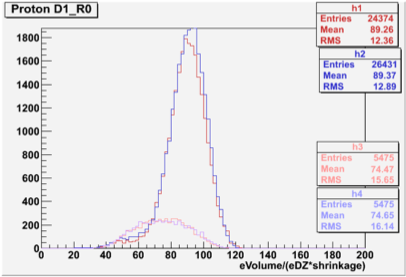 Proton D1_R0
h1
Entries 24374
Mean 89.26
RMS 12.36
h2
Entries 26431
Mean 89.37
RMS 12.89
h3
Entries 5475
Mean 74.47
RMS 15.65
h4
Entries 5475
Mean 74.65
RMS 16.14
1800
1600
1400
1200
1000
800
600
400
200
0
0 20 40 60 80 100 120 140 160 180 200
eVolume/(eDZ*shrinkage)